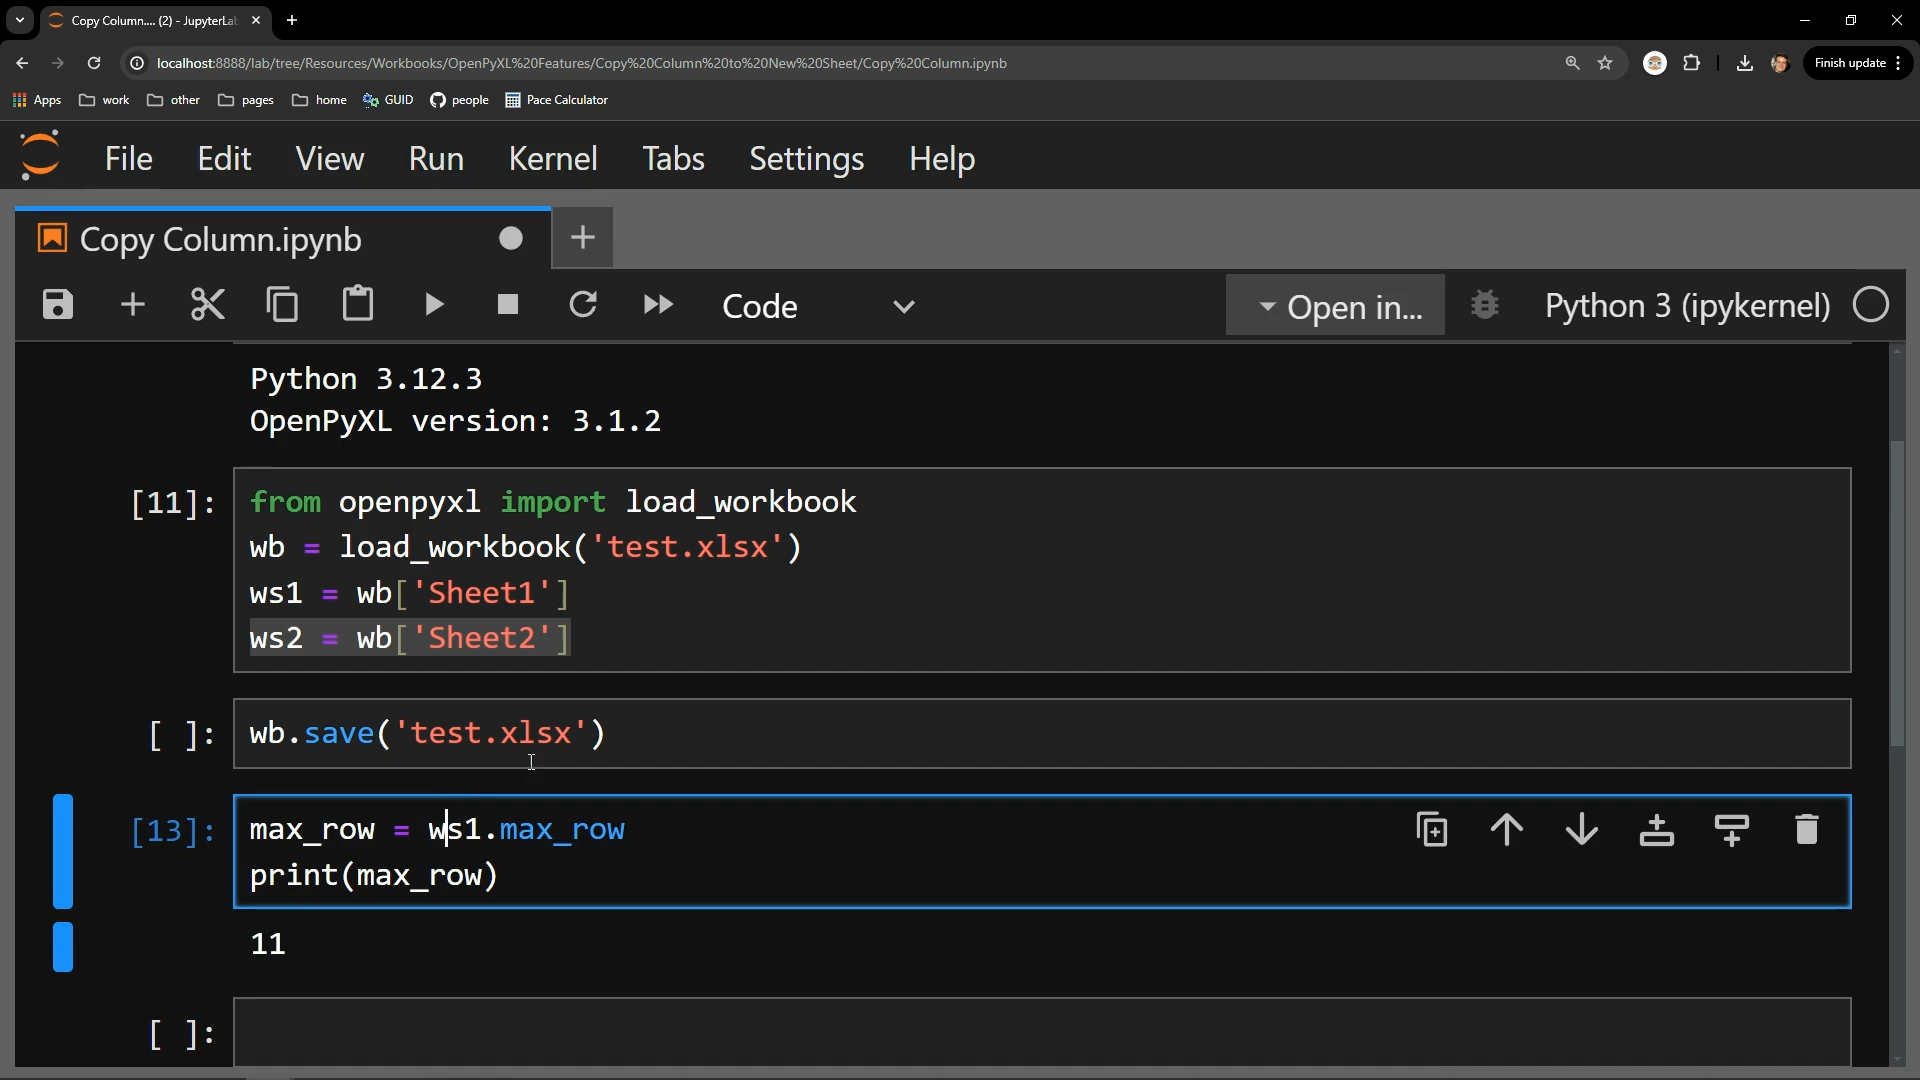 Copy Column.... (2) - JupyterLa
localhost:8888/lab/tree/Resources/Workbooks/OpenPyXL%20Features/Copy%20Column%20to%20New%20Sheet/Copy%20Column.ipynb
Finish update
Apps work other pages home GUID people Pace Calculator
File Edit View Run Kernel Tabs Settings Help
Copy Column.ipynb
Code Open in... Python 3 (ipykernel)
Python 3.12.3
OpenPyXL version: 3.1.2
[11]: from openpyxl import load_workbook
wb = load_workbook('test.xlsx')
ws1 = wb['Sheet1']
ws2 = wb['Sheet2']
[ ]: wb.save('test.xlsx')
[13]: max_row = ws1.max_row
print(max_row)
11
[ ]: